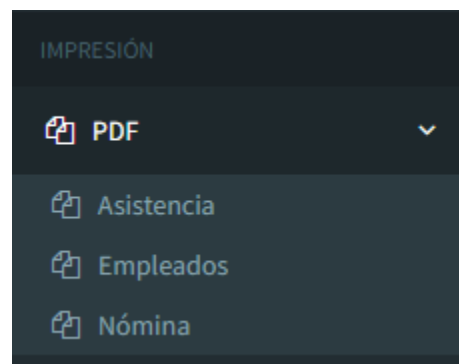 IMPRESIÓN
PDF
Asistencia
Empleados
Nómina